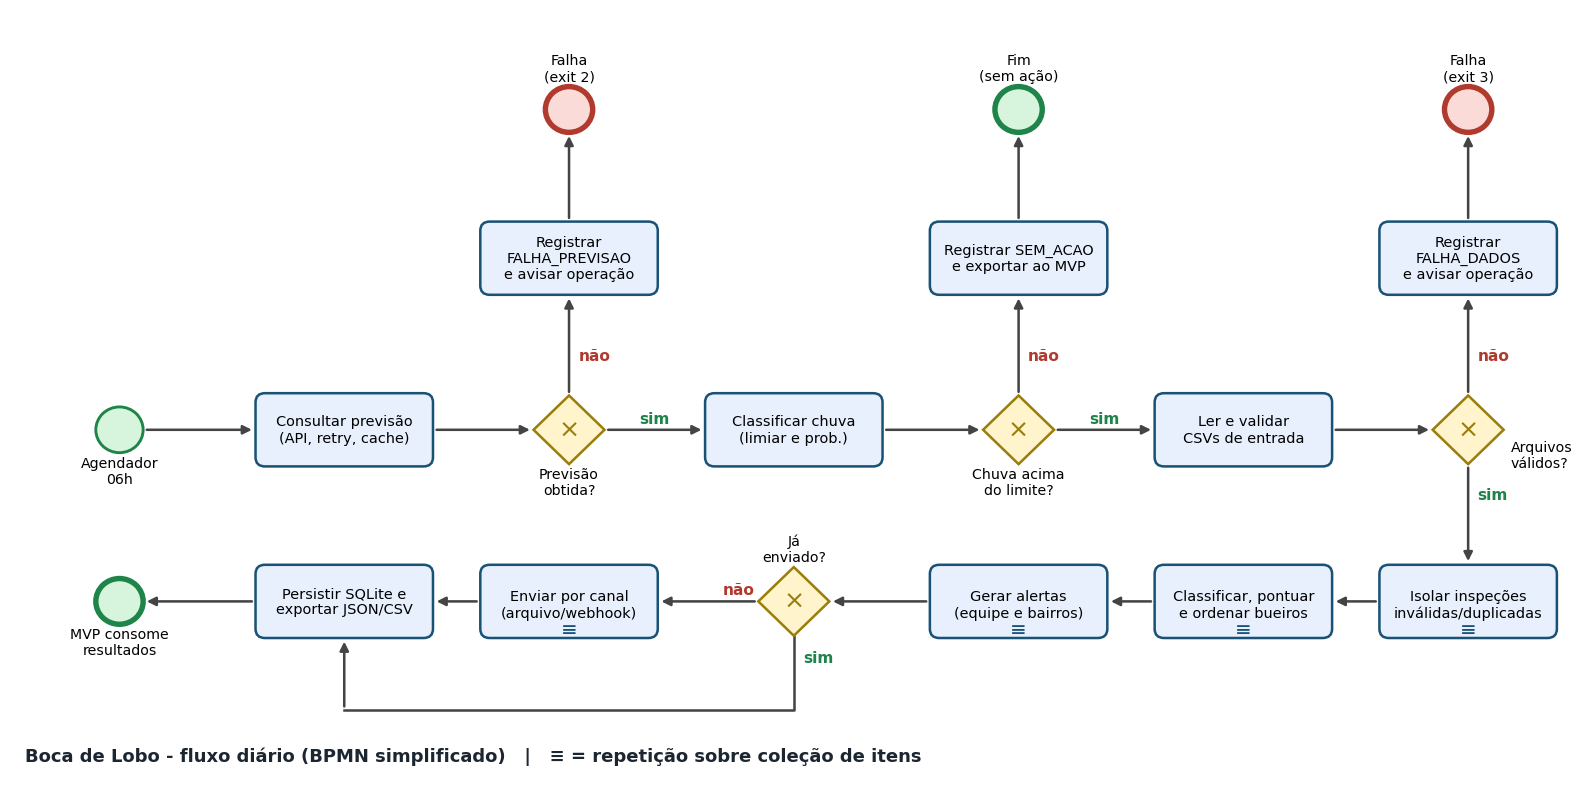 Falha
(exit 2)
Fim
(sem ação)
Falha
(exit 3)
Registrar
FALHA_PREVISAO
e avisar operação
Registrar SEM_ACAO
e exportar ao MVP
Registrar
FALHA_DADOS
e avisar operação
não
não
não
Agendador
06h
Consultar previsão
(API, retry, cache)
×
Previsão
obtida?
sim
Classificar chuva
(limiar e prob.)
×
Chuva acima
do limite?
sim
Ler e validar
CSVs de entrada
×
Arquivos
válidos?
sim
Já
enviado?
MVP consome
resultados
Persistir SQLite e
exportar JSON/CSV
Enviar por canal
(arquivo/webhook)
≡
não
×
sim
Gerar alertas
(equipe e bairros)
≡
Classificar, pontuar
e ordenar bueiros
≡
Isolar inspeções
inválidas/duplicadas
≡
Boca de Lobo - fluxo diário (BPMN simplificado) | ≡ = repetição sobre coleção de itens